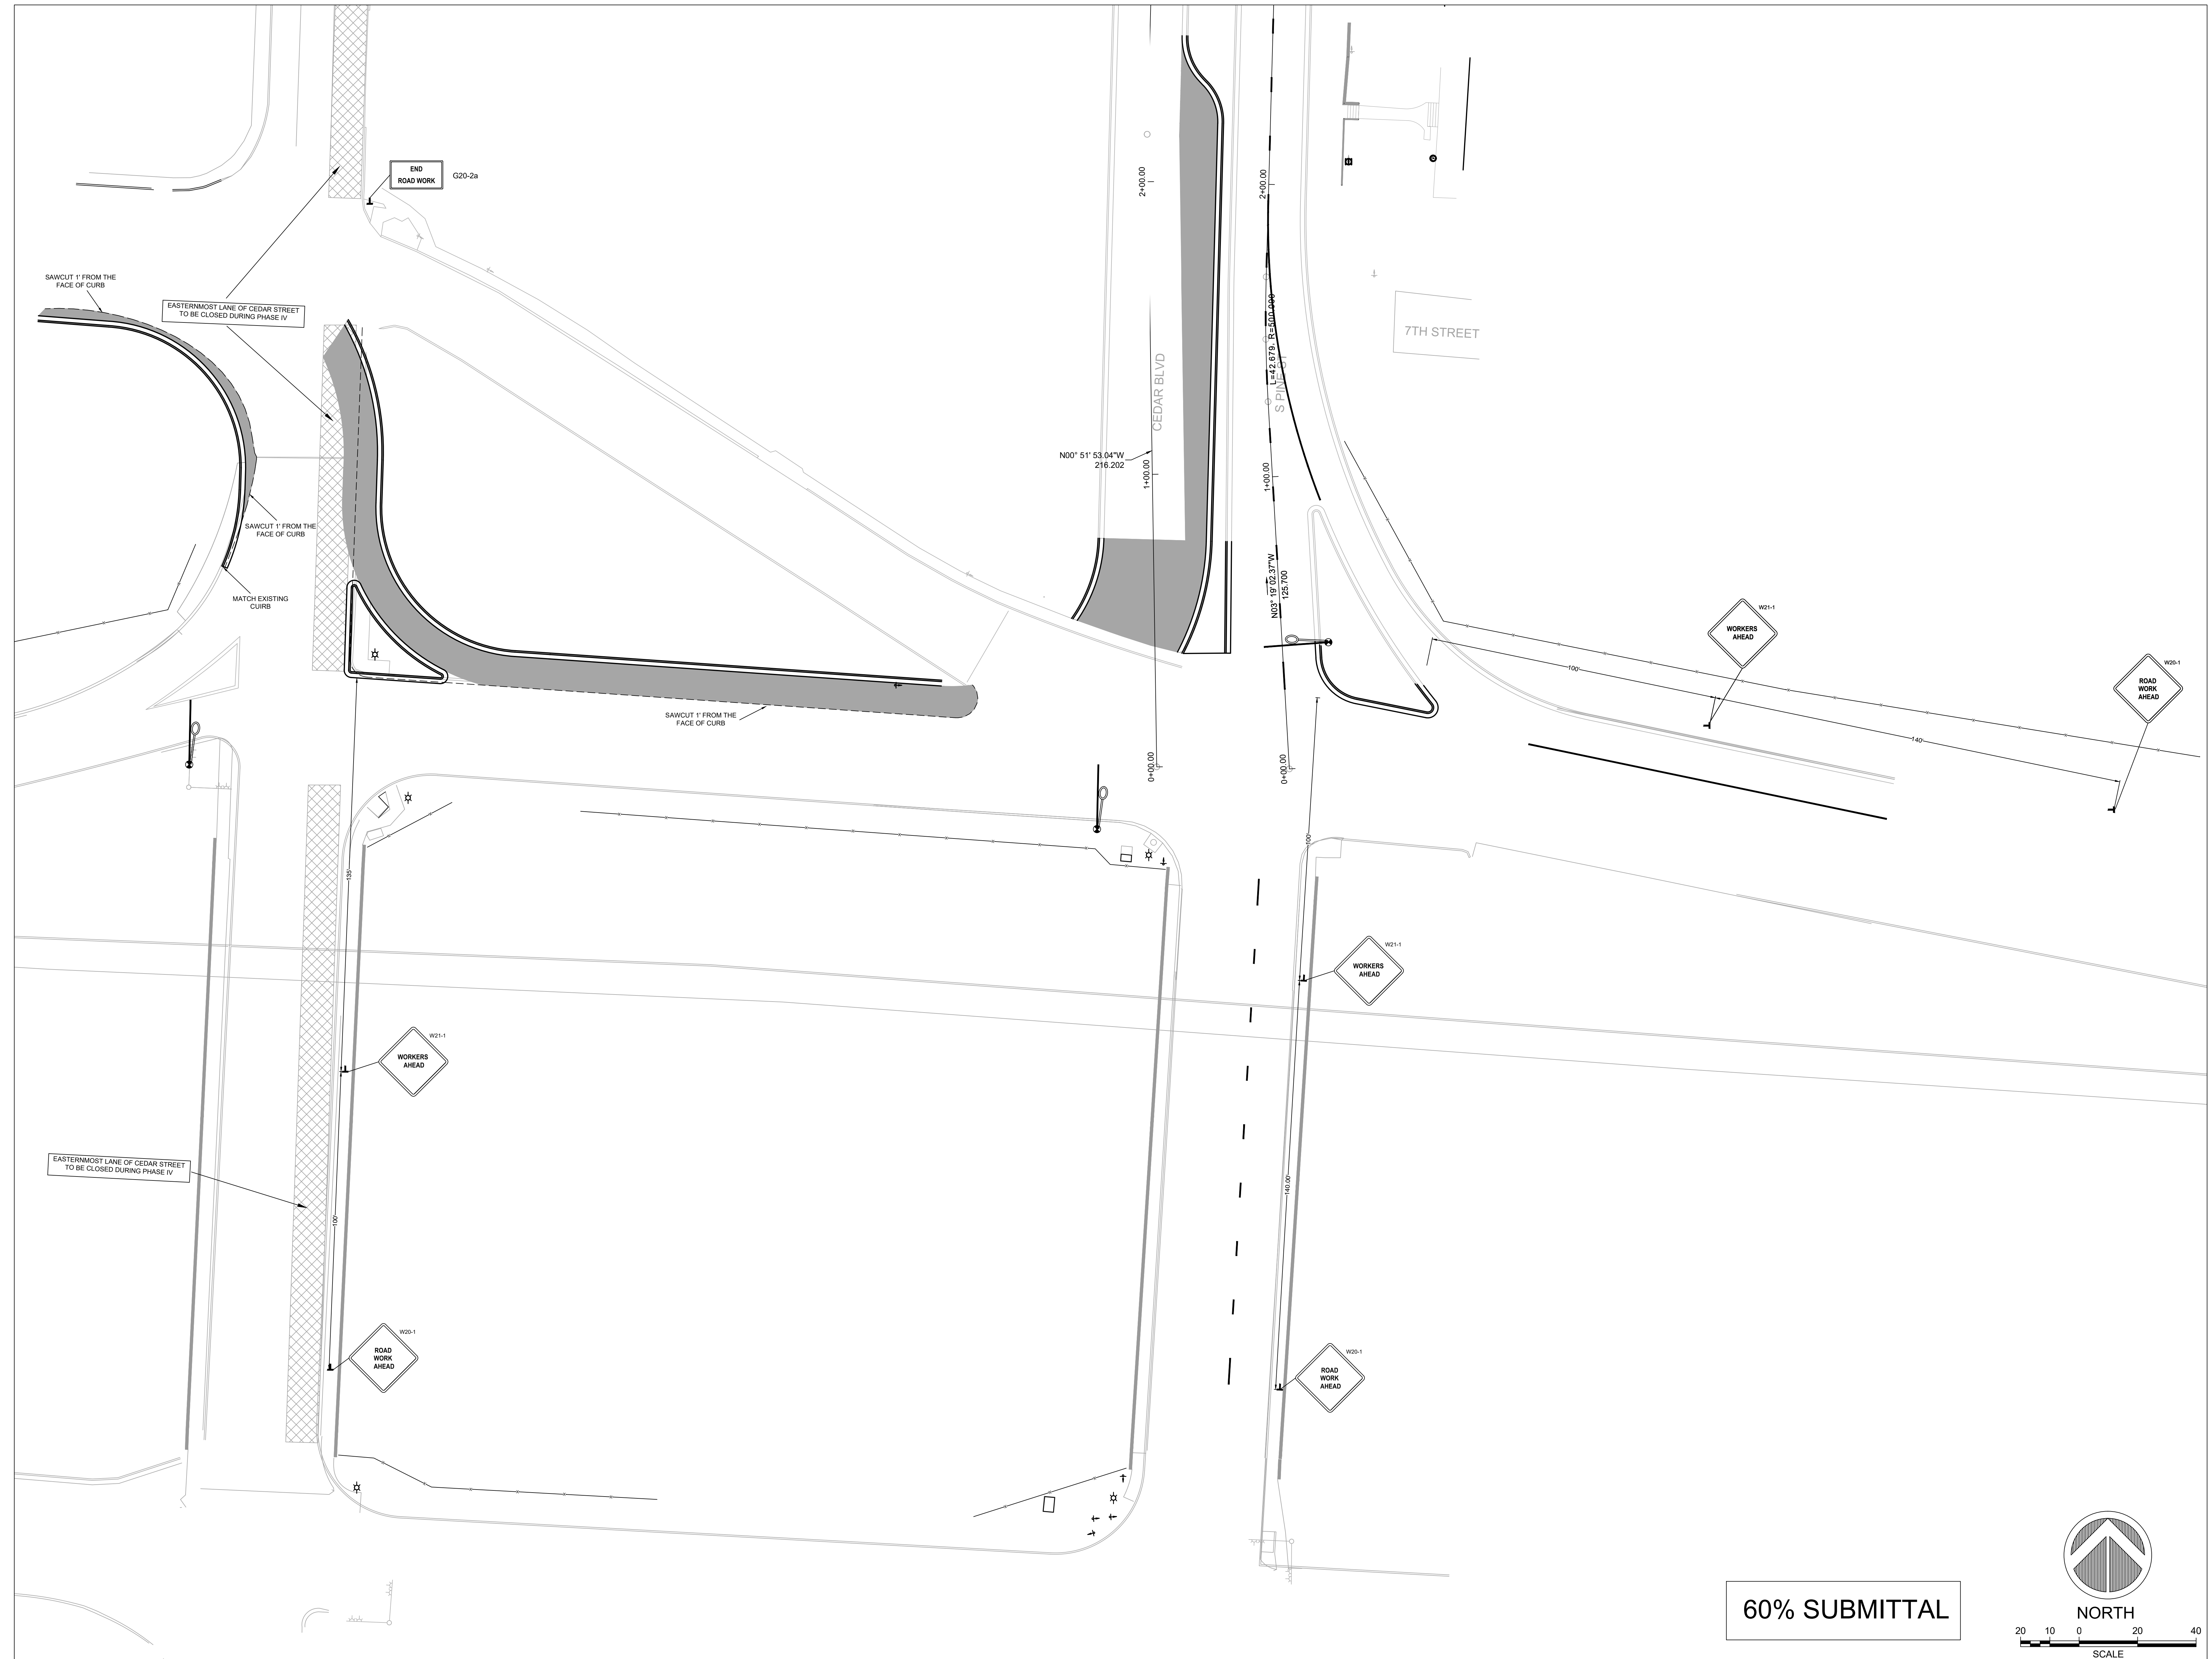 END
ROAD WORK
G20-2a
SAWCUT 1' FROM THE
FACE OF CURB
EASTERNMOST LANE OF CEDAR STREET
TO BE CLOSED DURING PHASE IV
SAWCUT 1' FROM THE
FACE OF CURB
MATCH EXISTING
CUIRB
SAWCUT 1' FROM THE
FACE OF CURB
2+00.00
CEDAR BLVD
N00° 51' 53.04"W
216.202
1+00.00
0+00.00
2+00.00
L=42.679, R=500.000
S PINE ST
1+00.00
N03° 19' 02.37"W
125.700
0+00.00
7TH STREET
W21-1
WORKERS
AHEAD
W20-1
ROAD
WORK
AHEAD
100'
140'
135'
100'
W21-1
WORKERS
AHEAD
W21-1
WORKERS
AHEAD
EASTERNMOST LANE OF CEDAR STREET
TO BE CLOSED DURING PHASE IV
100'
140.00'
W20-1
ROAD
WORK
AHEAD
W20-1
ROAD
WORK
AHEAD
60% SUBMITTAL
NORTH
20 10 0 20 40
SCALE